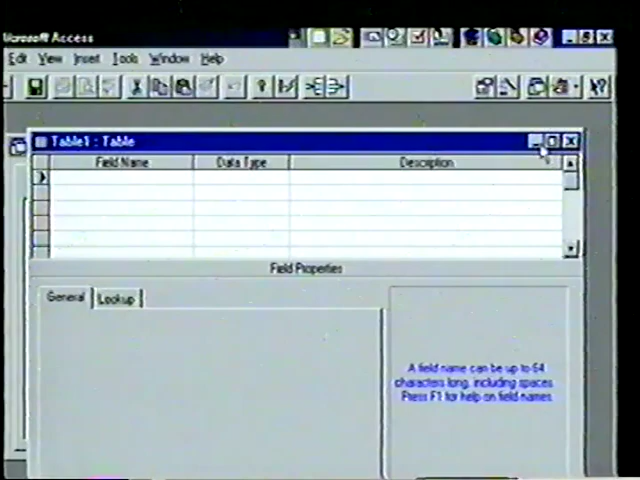 Microsoft Access
Edit View Insert Tools Window Help
Table1 : Table
Field Name Data Type Description
Field Properties
General Lookup
A field name can be up to 64
characters long, including spaces.
Press F1 for help on field names.